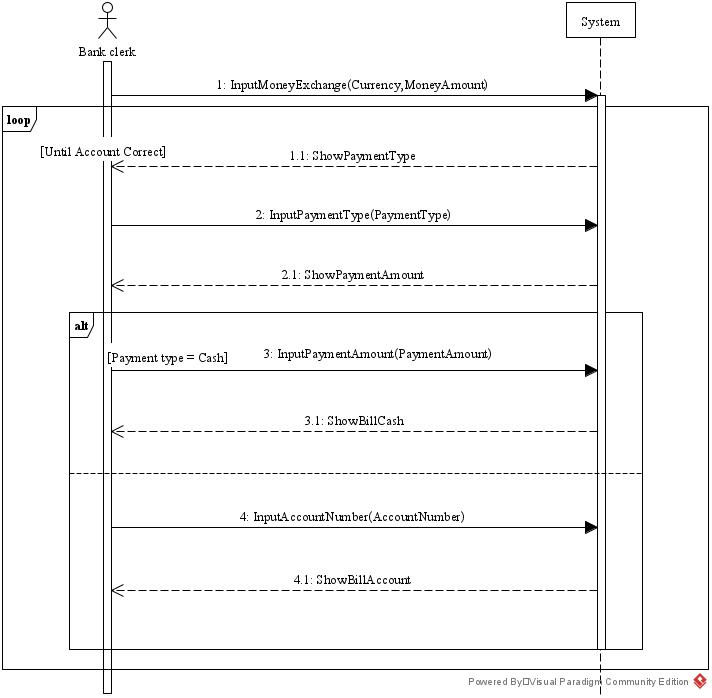 Bank clerk
System
1: InputMoneyExchange(Currency,MoneyAmount)
loop
[Until Account Correct]
1.1: ShowPaymentType
2: InputPaymentType(PaymentType)
2.1: ShowPaymentAmount
alt
[Payment type = Cash]
3: InputPaymentAmount(PaymentAmount)
3.1: ShowBillCash
4: InputAccountNumber(AccountNumber)
4.1: ShowBillAccount
Powered By□Visual Paradigm Community Edition